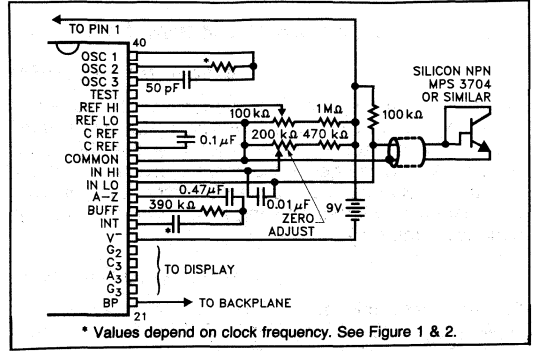 TO PIN 1
40
OSC 1
OSC 2
OSC 3
TEST
REF HI
REF LO
C REF
C REF
COMMON
IN HI
IN LO
A-Z
BUFF
INT
V⁻
G2
C3
A3
G3
BP
21
*
50 pF
100 kΩ
1MΩ
200 kΩ
470 kΩ
0.1 µF
0.47µF
390 kΩ
*
0.01 µF
ZERO
ADJUST
9V
100 kΩ
SILICON NPN
MPS 3704
OR SIMILAR
TO DISPLAY
TO BACKPLANE
* Values depend on clock frequency. See Figure 1 & 2.